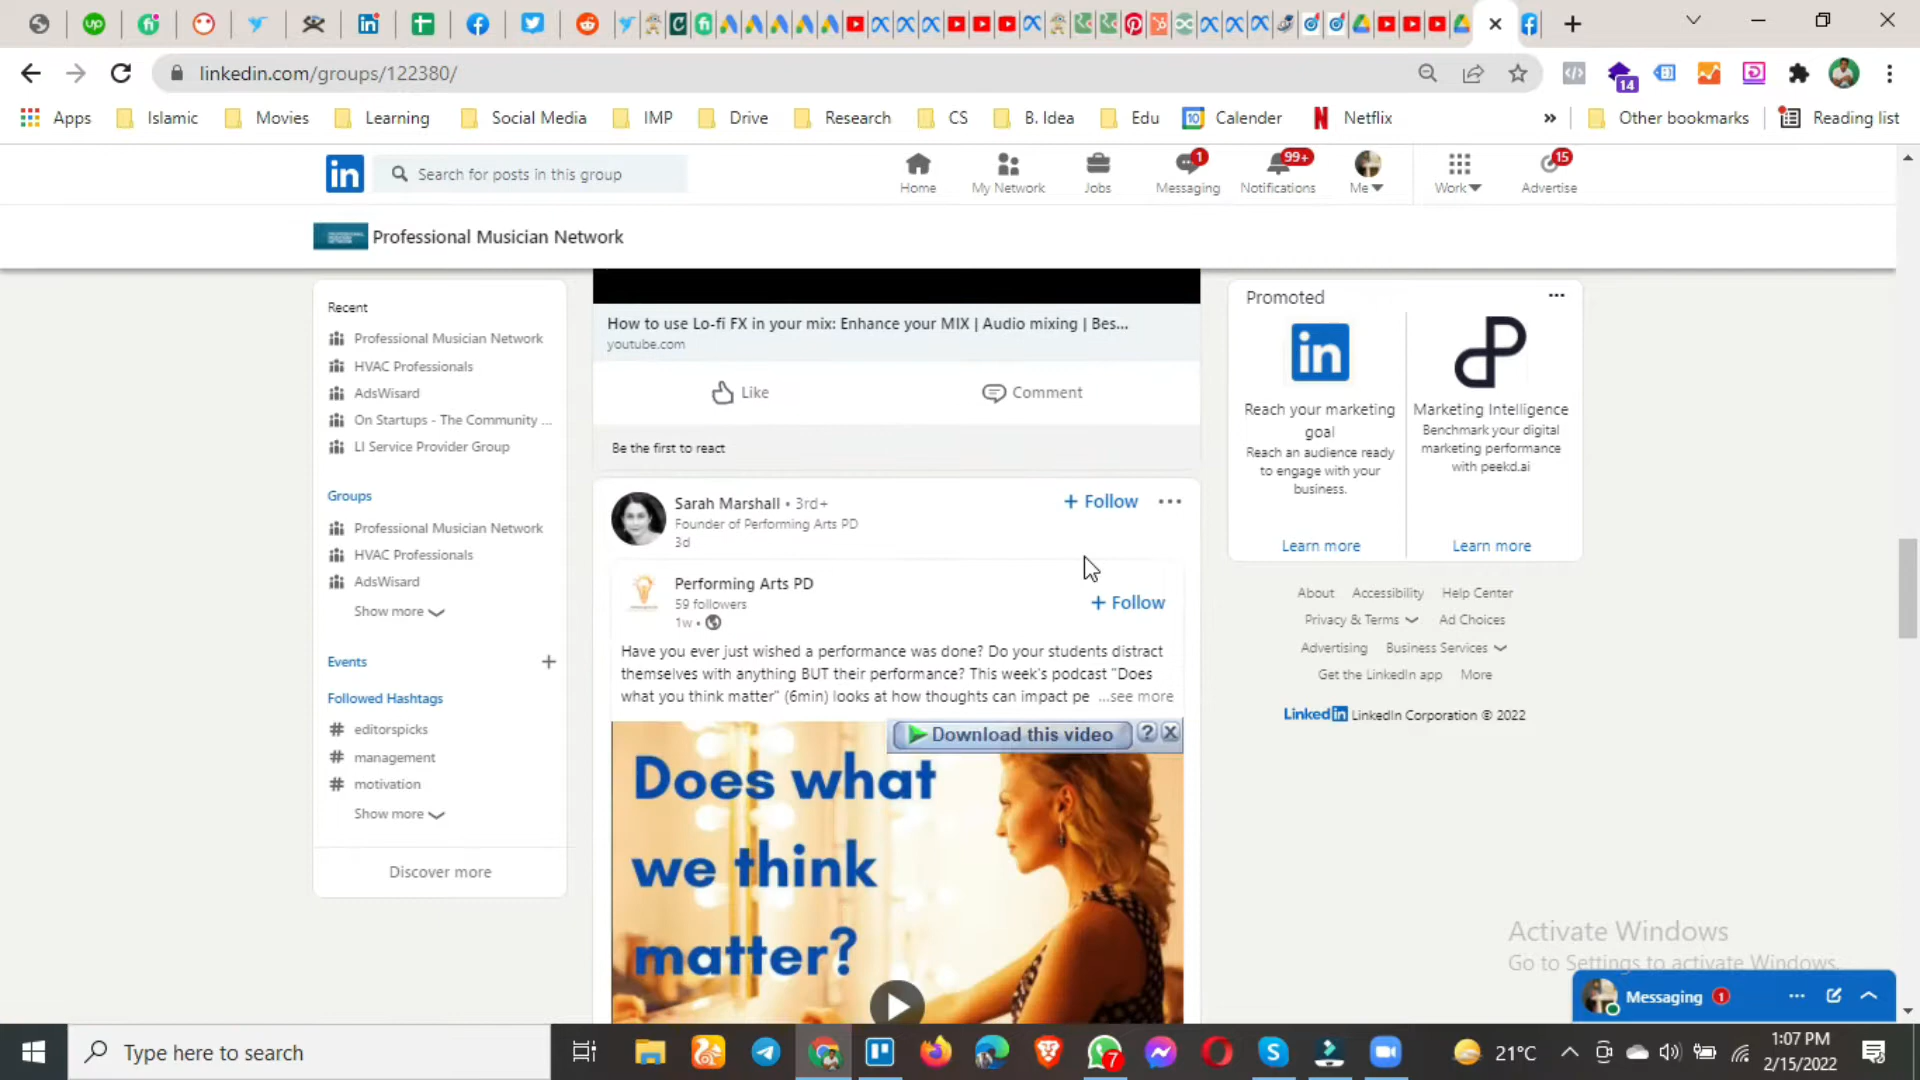 linkedin.com/groups/122380/
14
Apps
Islamic
Movies
Learning
Social Media
IMP
Drive
Research
CS
B. Idea
Edu
10
Calender
N Netflix
»
Other bookmarks
Reading list
in
Search for posts in this group
Home
My Network
Jobs
1
Messaging
99+
Notifications
Me
Work
15
Advertise
Professional Musician Network
Recent
Professional Musician Network
HVAC Professionals
AdsWisard
On Startups - The Community ...
LI Service Provider Group
Groups
Professional Musician Network
HVAC Professionals
AdsWisard
Show more
Events
Followed Hashtags
# editorspicks
# management
# motivation
Show more
Discover more
How to use Lo-fi FX in your mix: Enhance your MIX | Audio mixing | Bes...
youtube.com
Like
Comment
Be the first to react
Sarah Marshall • 3rd+
Founder of Performing Arts PD
3d
+ Follow
Performing Arts PD
59 followers
1w •
+ Follow
Have you ever just wished a performance was done? Do your students distract
themselves with anything BUT their performance? This week's podcast "Does
what you think matter" (6min) looks at how thoughts can impact pe ...see more
Download this video
?
Does what
we think
matter?
Promoted
in
Reach your marketing
goal
Reach an audience ready
to engage with your
business.
Learn more
Marketing Intelligence
Benchmark your digital
marketing performance
with peekd.ai
Learn more
About Accessibility Help Center
Privacy & Terms Ad Choices
Advertising Business Services
Get the LinkedIn app More
LinkedIn LinkedIn Corporation © 2022
Activate Windows
Go to Settings to activate Windows.
Messaging 1
Type here to search
7
21°C
1:07 PM
2/15/2022